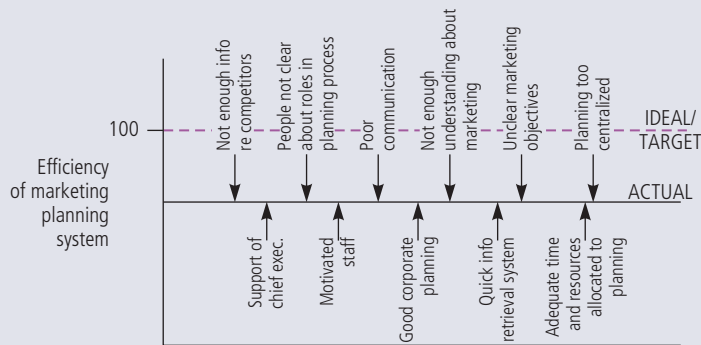 Not enough info
re competitors
People not clear
about roles in
planning process
Poor
communication
Not enough
understanding about
marketing
Unclear marketing
objectives
Planning too
centralized
100
IDEAL/
TARGET
Efficiency
of marketing
planning
system
ACTUAL
Support of
chief exec.
Motivated
staff
Good corporate
planning
Quick info
retrieval system
Adequate time
and resources
allocated to
planning